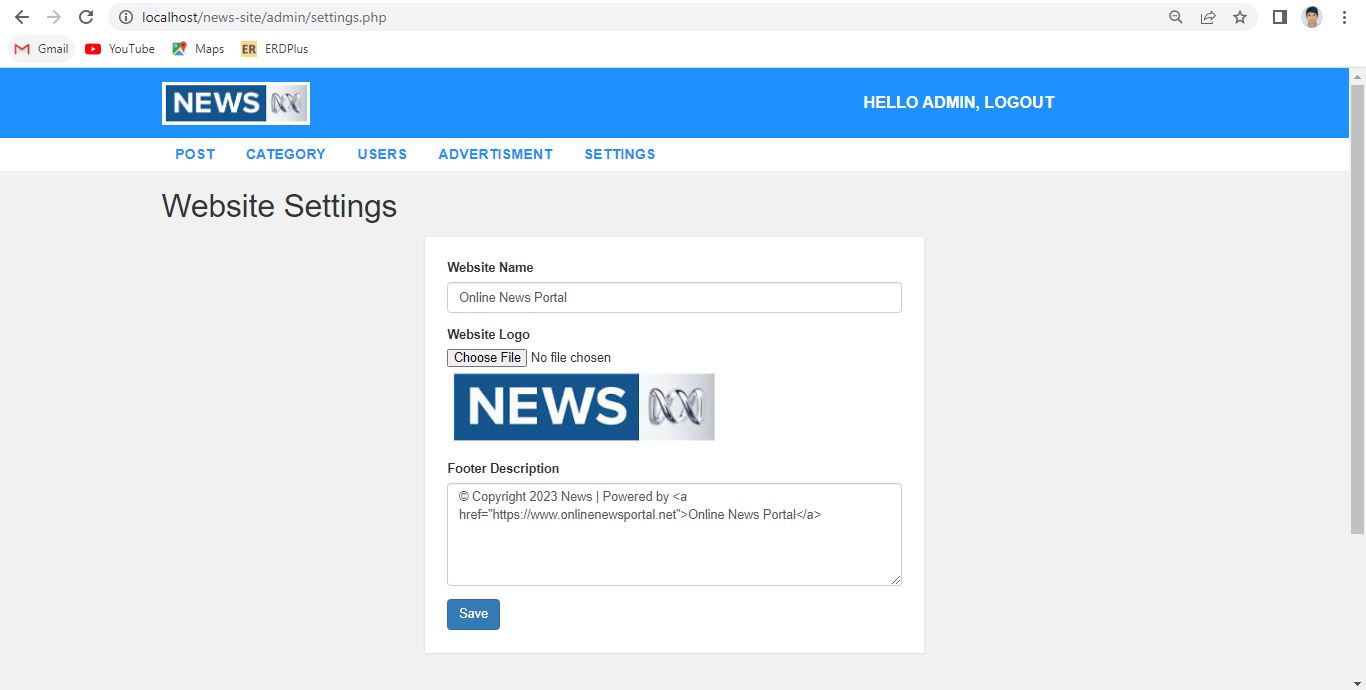 localhost/news-site/admin/settings.php
Gmail YouTube Maps ER ERDPlus
NEWS
HELLO ADMIN, LOGOUT
POST CATEGORY USERS ADVERTISMENT SETTINGS
Website Settings
Website Name
Online News Portal
Website Logo
Choose File No file chosen
NEWS
Footer Description
© Copyright 2023 News | Powered by <a
href="https://www.onlinenewsportal.net">Online News Portal</a>
Save